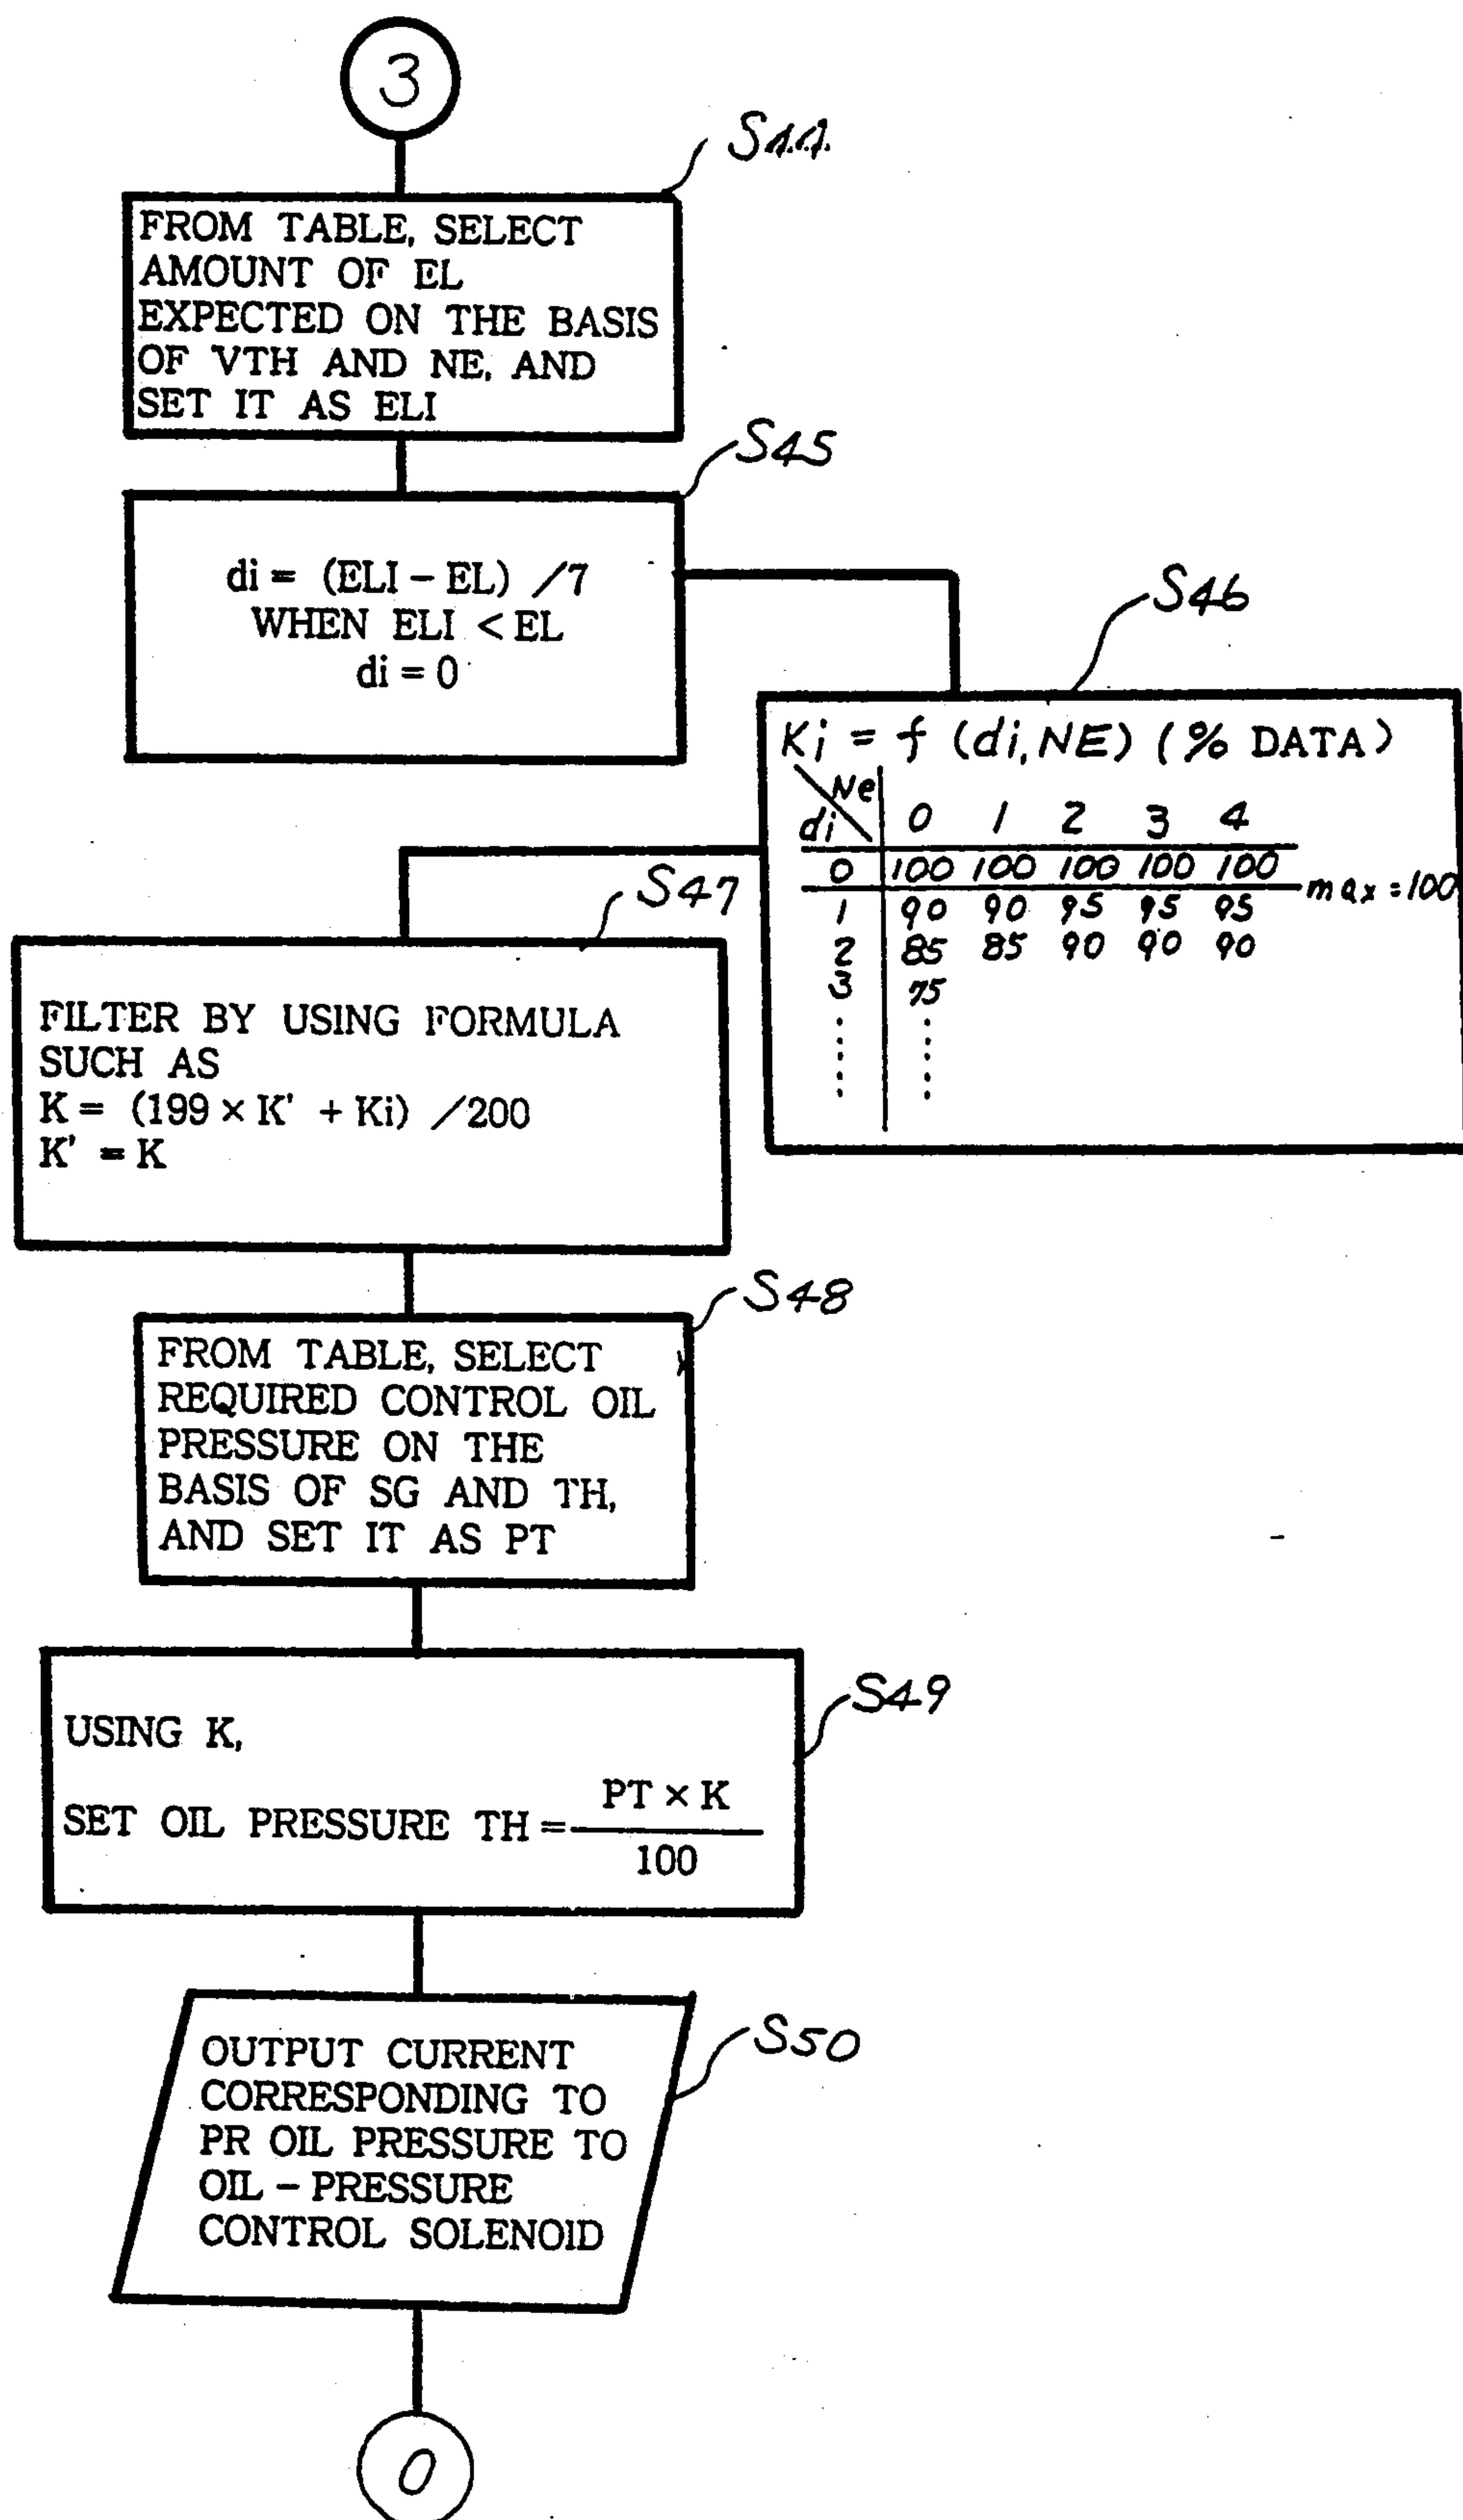 3
S44
FROM TABLE, SELECT
AMOUNT OF EL
EXPECTED ON THE BASIS
OF VTH AND NE, AND
SET IT AS ELI
S45
di = (ELI - EL) /7
WHEN ELI < EL
di = 0
S46
Ki = f (di, NE) (% DATA)
Ne
di 0 1 2 3 4
0 100 100 100 100 100
max = 100
1 90 90 95 95 95
2 85 85 90 90 90
3 75
S47
FILTER BY USING FORMULA
SUCH AS
K = (199 × K' + Ki) /200
K' = K
S48
FROM TABLE, SELECT
REQUIRED CONTROL OIL
PRESSURE ON THE
BASIS OF SG AND TH,
AND SET IT AS PT
S49
USING K,
SET OIL PRESSURE TH = PT × K
100
S50
OUTPUT CURRENT
CORRESPONDING TO
PR OIL PRESSURE TO
OIL - PRESSURE
CONTROL SOLENOID
0